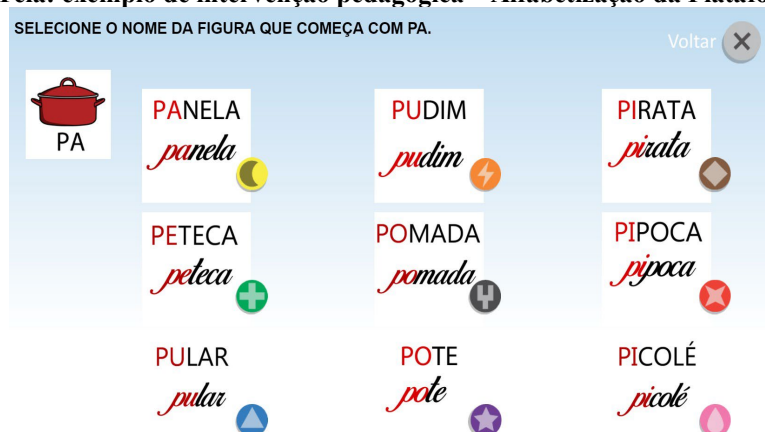 SELECIONE O NOME DA FIGURA QUE COMEÇA COM PA.
Voltar
PA
PANELA
panela
PUDIM
pudim
PIRATA
pirata
PETECA
peteca
POMADA
pomada
PIPOCA
pipoca
PULAR
pular
POTE
pote
PICOLÉ
picolé